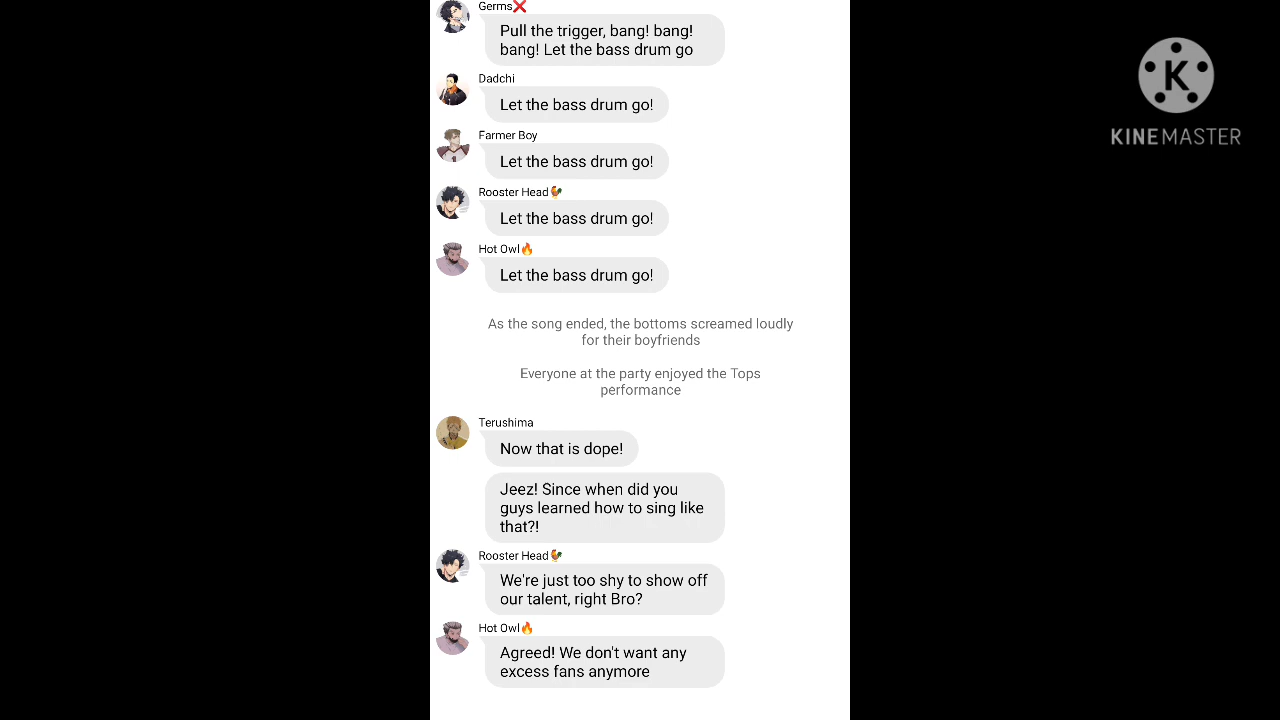 Germs❌
Pull the trigger, bang! bang!
bang! Let the bass drum go
Dadchi
Let the bass drum go!
Farmer Boy
Let the bass drum go!
Rooster Head🐓
Let the bass drum go!
Hot Owl🔥
Let the bass drum go!
As the song ended, the bottoms screamed loudly
for their boyfriends
Everyone at the party enjoyed the Tops
performance
Terushima
Now that is dope!
Jeez! Since when did you
guys learned how to sing like
that?!
Rooster Head🐓
We're just too shy to show off
our talent, right Bro?
Hot Owl🔥
Agreed! We don't want any
excess fans anymore
K
KINEMASTER